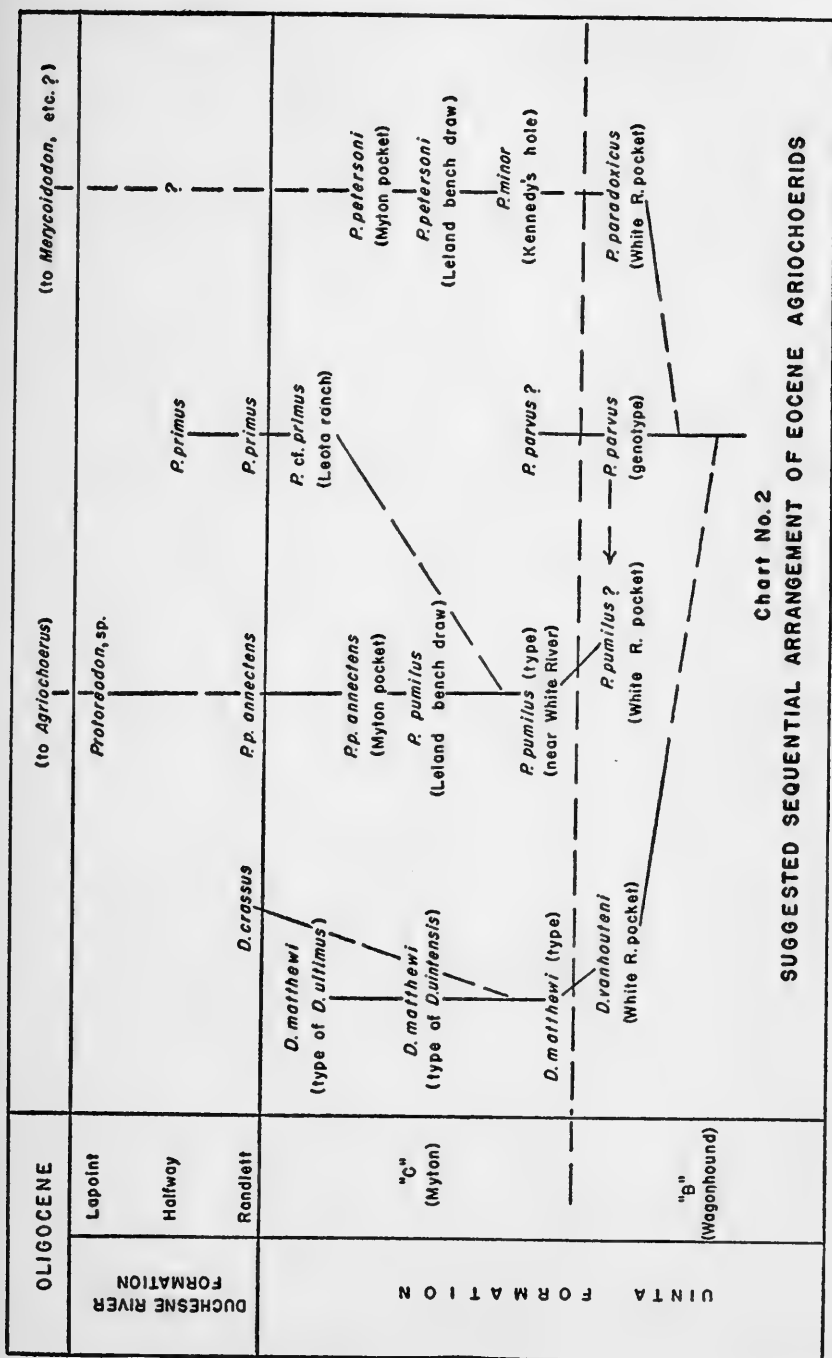 OLIGOCENE
(to Agriochoerus)
(to Merycoidodon, etc.?)
DUCHESNE RIVER
FORMATION
Lapoint
Halfway
Randlett
Protoreodon, sp.
?
P. primus
D. crassus
P. p. annectens
P. primus
UINTA FORMATION
"C"
(Myton)
D. matthewi
(type of D. ultimus)
P. cf. primus
(Leota ranch)
P. p. annectens
(Myton pocket)
P. petersoni
(Myton pocket)
D. matthewi
(type of D. uintensis)
P. pumilus
(Leland bench draw)
P. petersoni
(Leland bench draw)
D. matthewi (type)
P. pumilus (type)
(near White River)
P. parvus?
P. minor
(Kennedy's hole)
"B"
(Wagonhound)
D. vanhouteni
(White R. pocket)
P. pumilus?
(White R. pocket)
P. parvus
(genotype)
P. paradoxicus
(White R. pocket)
Chart No. 2
SUGGESTED SEQUENTIAL ARRANGEMENT OF EOCENE AGRIOCHOERIDS